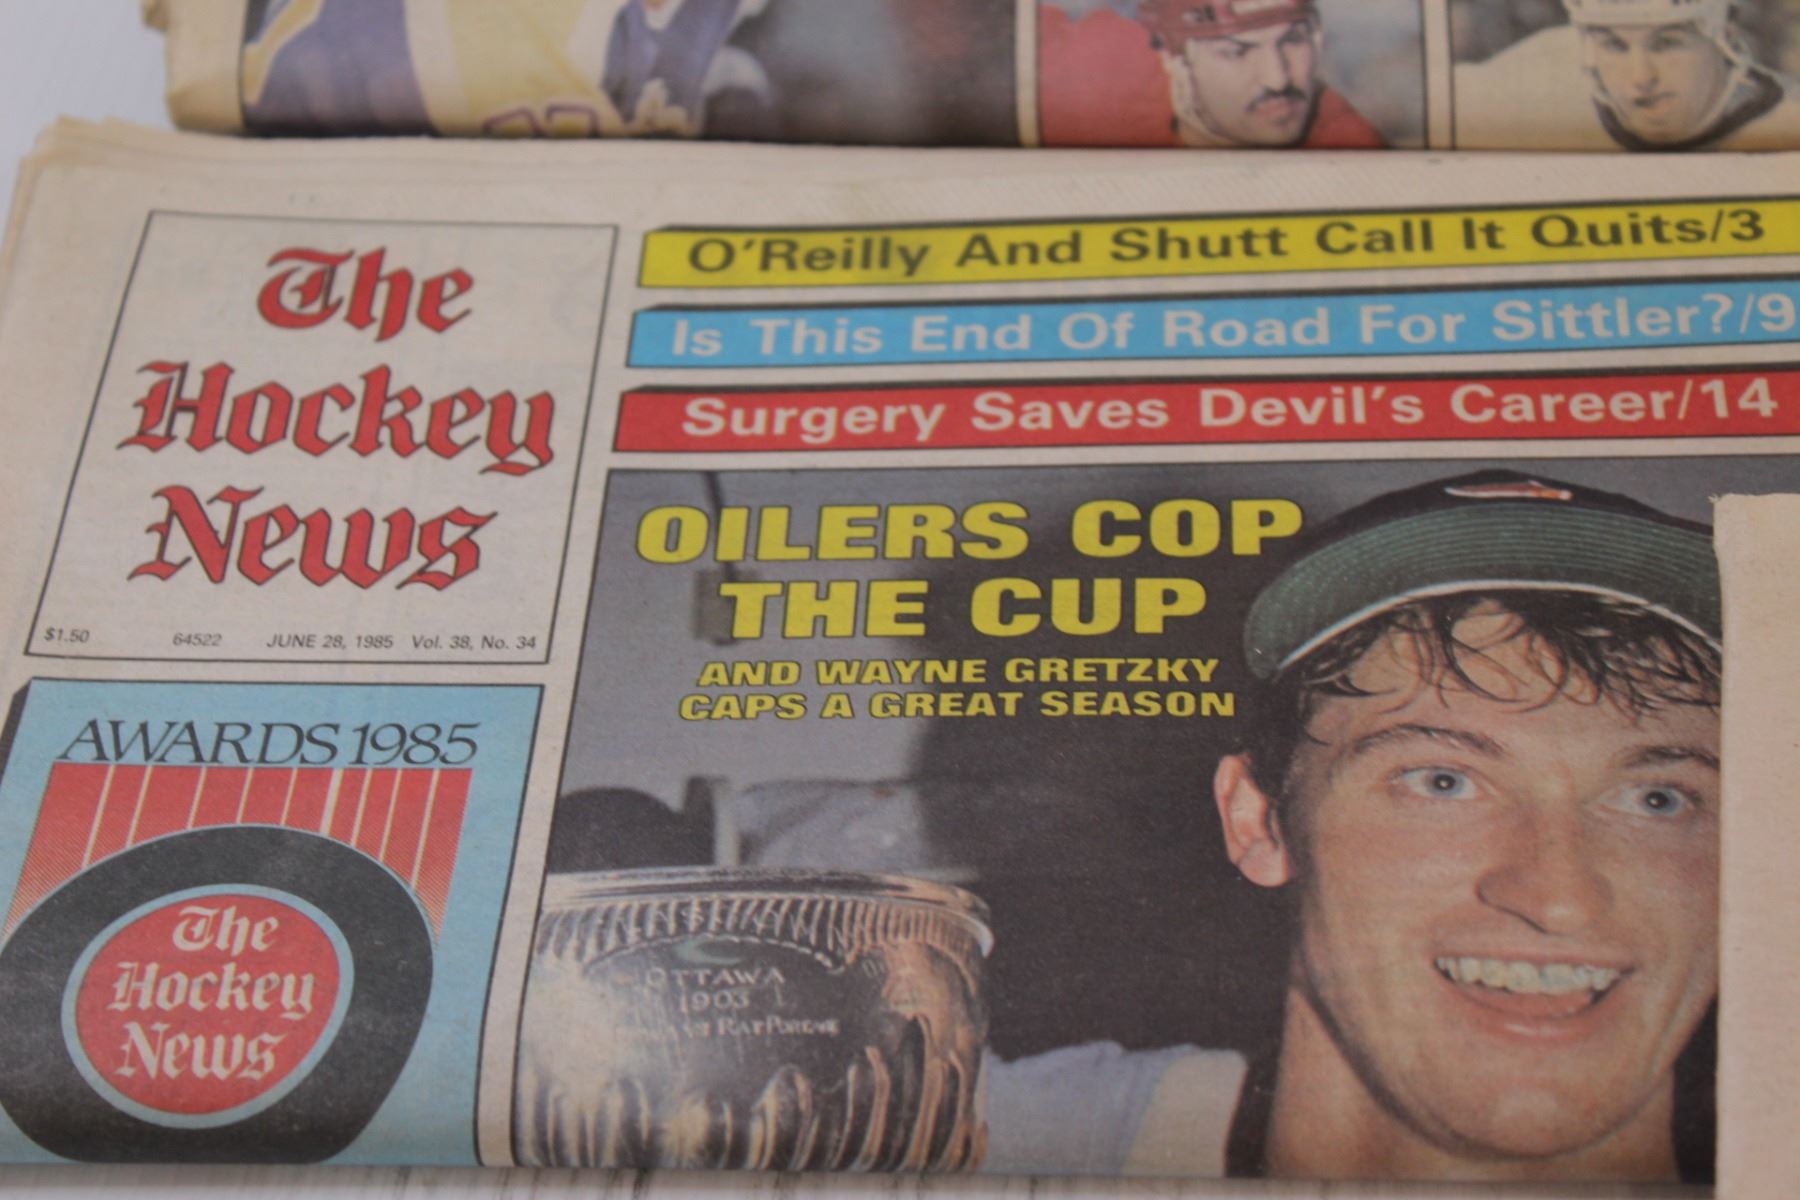 The
Hockey
News
$1.50 64522 JUNE 28, 1985 Vol. 38, No. 34
O'Reilly And Shutt Call It Quits/3
Is This End Of Road For Sittler?/9
Surgery Saves Devil's Career/14
OILERS COP
THE CUP
AND WAYNE GRETZKY
CAPS A GREAT SEASON
AWARDS 1985
The
Hockey
News
OTTAWA
1903